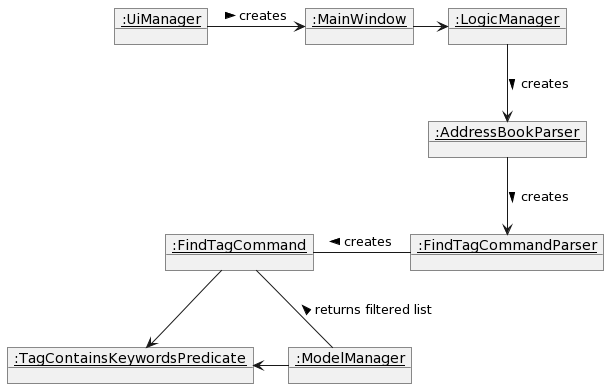 :UiManager
creates
:MainWindow
:LogicManager
creates
:AddressBookParser
creates
:FindTagCommand
creates
:FindTagCommandParser
returns filtered list
:TagContainsKeywordsPredicate
:ModelManager